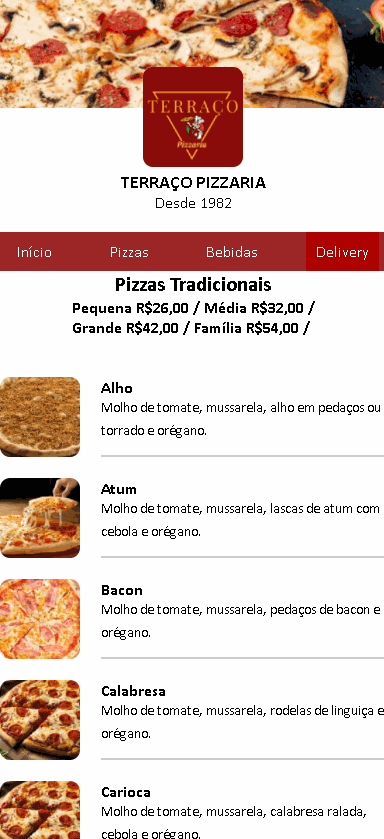 TERRAÇO
Pizzaria
TERRAÇO PIZZARIA
Desde 1982
Início Pizzas Bebidas Delivery
Pizzas Tradicionais
Pequena R$26,00 / Média R$32,00 /
Grande R$42,00 / Família R$54,00 /
Alho
Molho de tomate, mussarela, alho em pedaços ou
torrado e orégano.
Atum
Molho de tomate, mussarela, lascas de atum com
cebola e orégano.
Bacon
Molho de tomate, mussarela, pedaços de bacon e
orégano.
Calabresa
Molho de tomate, mussarela, rodelas de linguiça e
orégano.
Carioca
Molho de tomate, mussarela, calabresa ralada,
cebola e orégano.